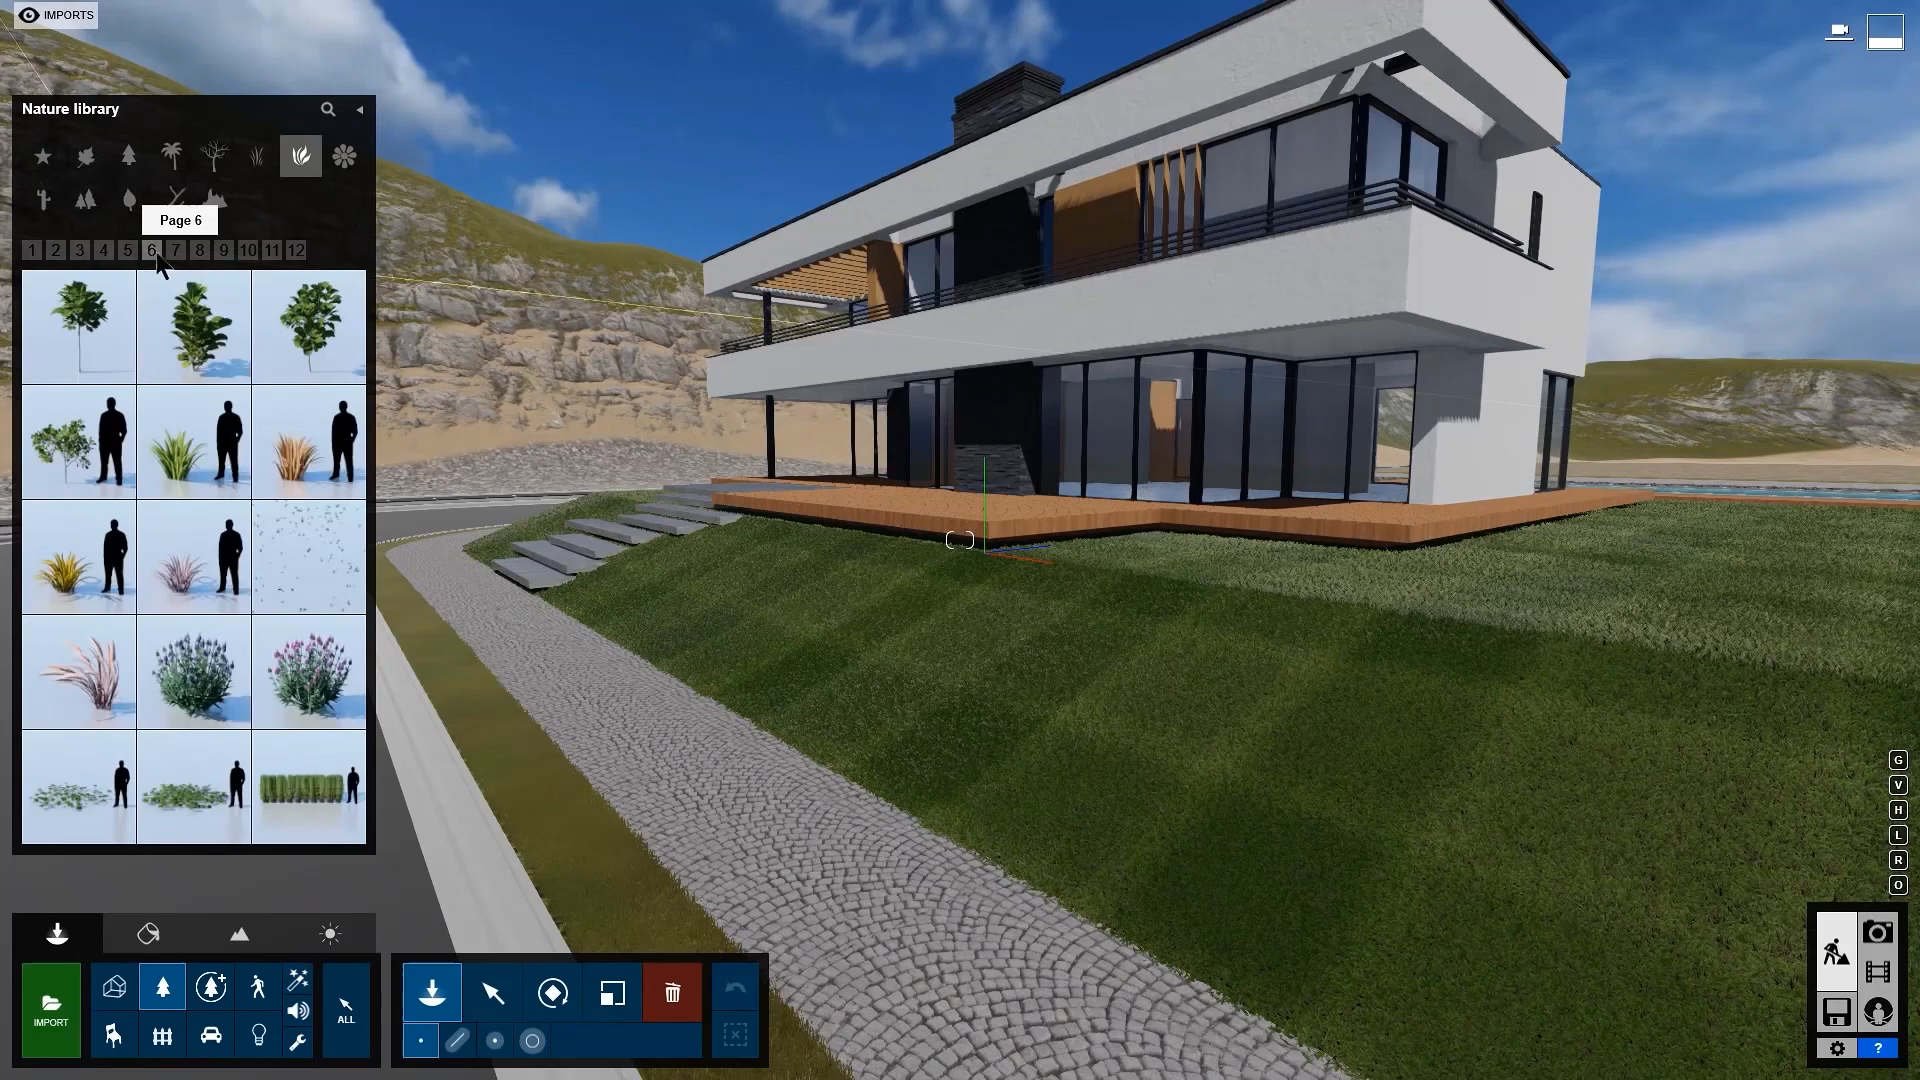 IMPORTS
Nature library
Page 6
1 2 3 4 5 6 7 8 9 10 11 12
G
V
H
L
R
O
IMPORT
ALL
?